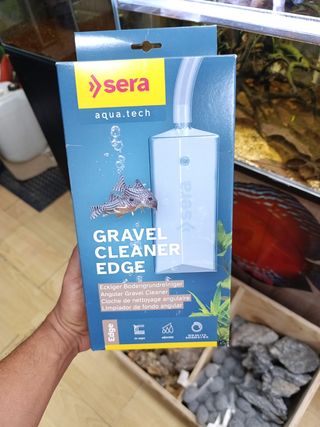 sera
aqua.tech
sera
GRAVEL
CLEANER
EDGE
Eckiger Bodengrundreiniger
Angular Gravel Cleaner
Cloche de nettoyage angulaire
Limpiador de fondo angular
Edge